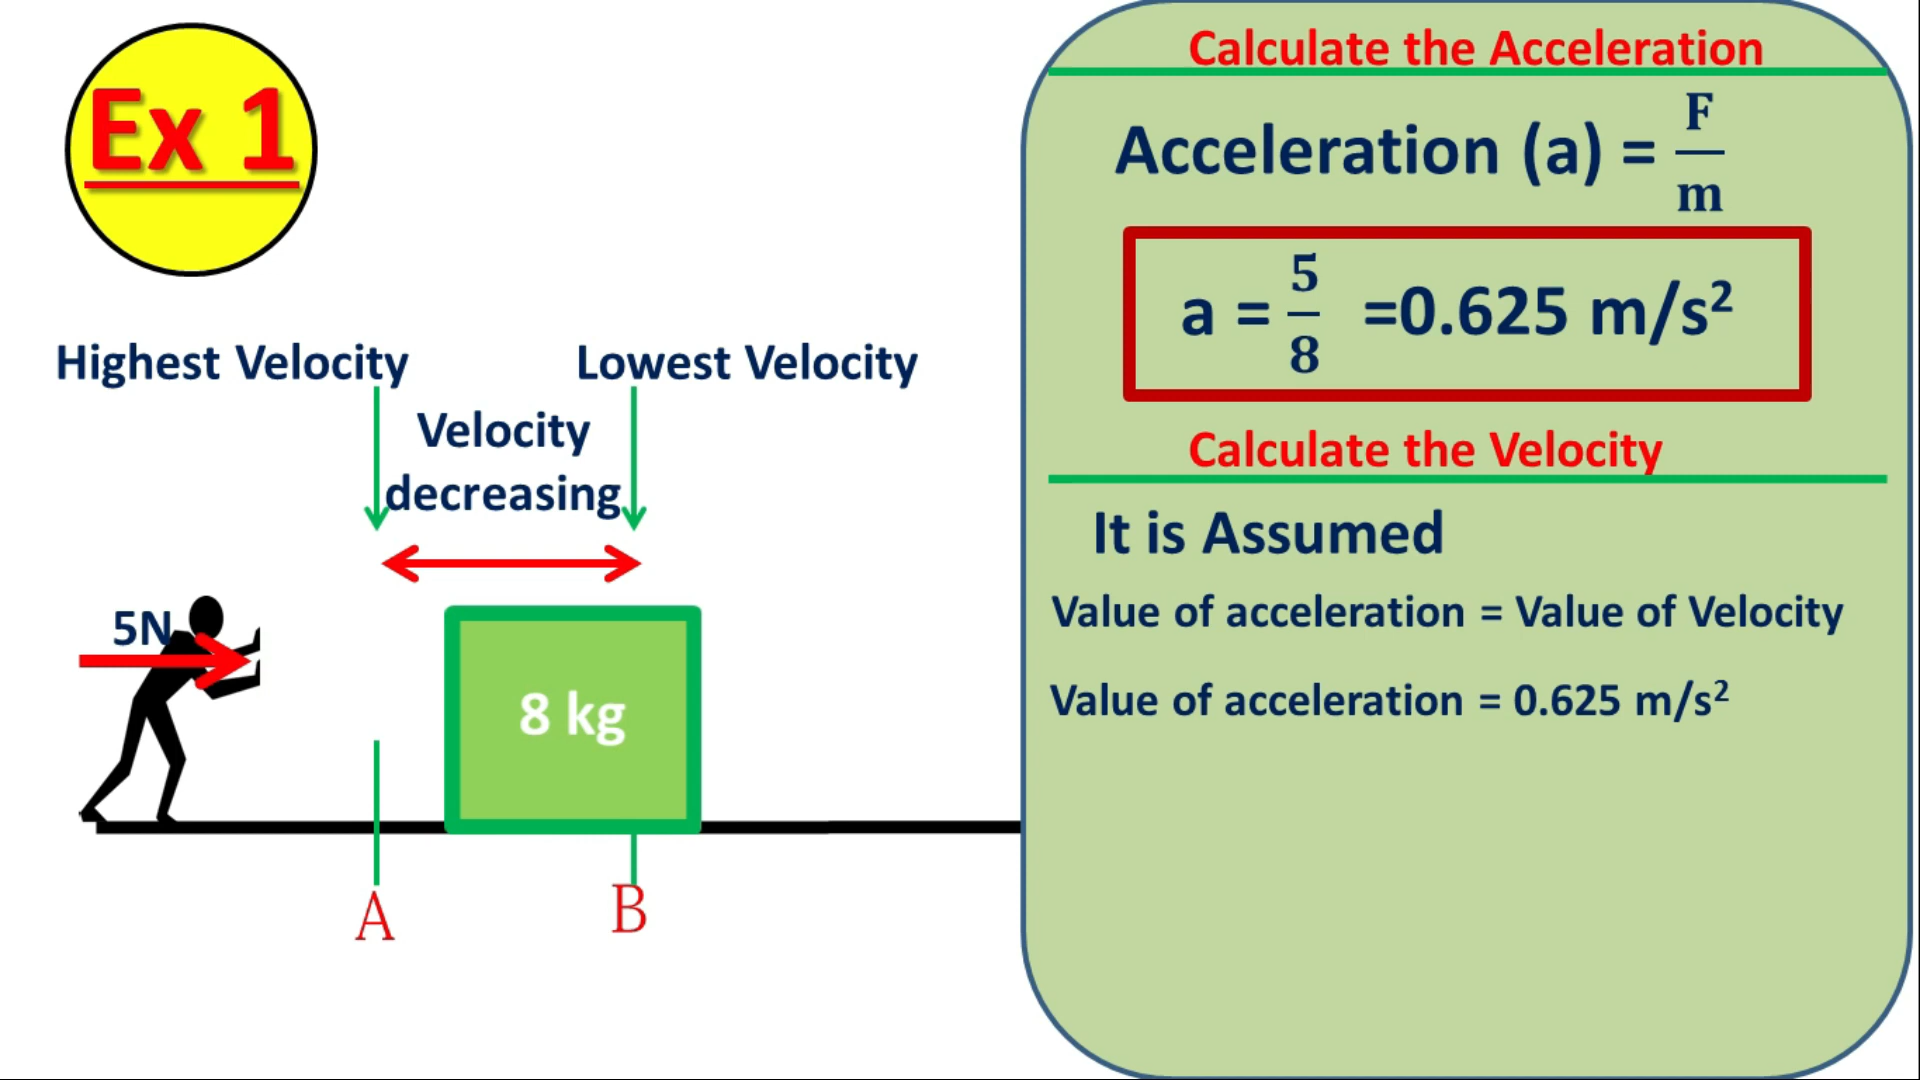 Ex 1
Highest Velocity
Lowest Velocity
Velocity
decreasing
5N
8 kg
A
B
Calculate the Acceleration
Acceleration (a) = F/m
a = 5/8 =0.625 m/s²
Calculate the Velocity
It is Assumed
Value of acceleration = Value of Velocity
Value of acceleration = 0.625 m/s²